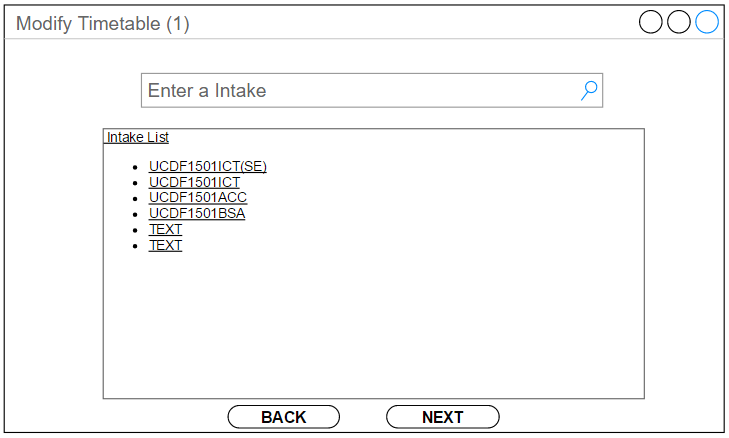 Modify Timetable (1)
Enter a Intake
Intake List
UCDF1501ICT(SE)
UCDF1501ICT
UCDF1501ACC
UCDF1501BSA
TEXT
TEXT
BACK
NEXT